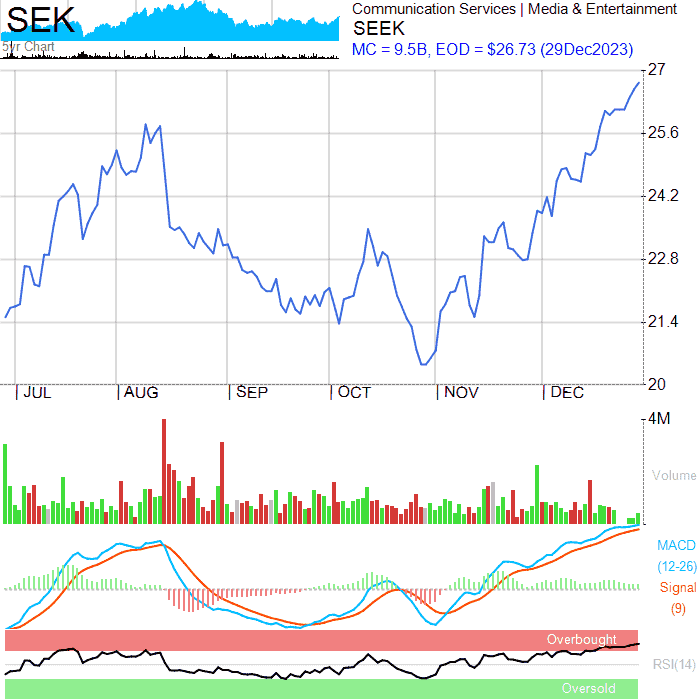 SEK
5yr Chart
Communication Services | Media & Entertainment
SEEK
MC = 9.5B, EOD = $26.73 (29Dec2023)
27
25.6
24.2
22.8
21.4
20
| JUL | AUG | SEP | OCT | NOV | DEC
4M
Volume
MACD
(12-26)
Signal
(9)
Overbought
RSI(14)
Oversold